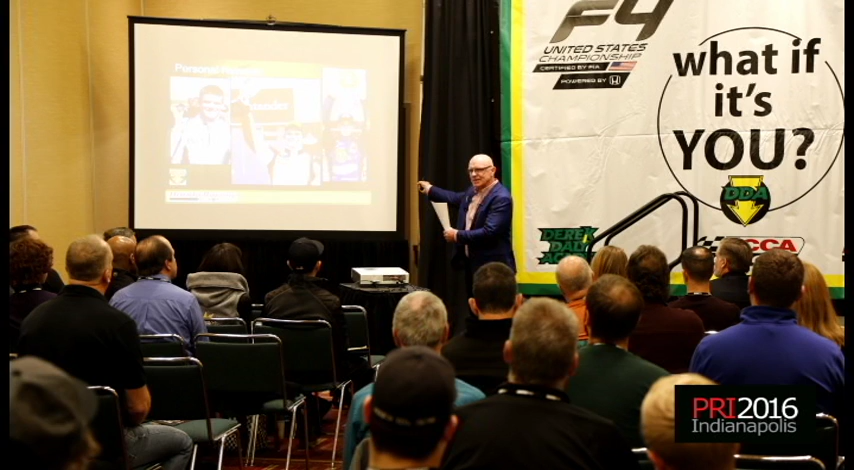 Personal
F4
UNITED STATES
CHAMPIONSHIP
CERTIFIED BY FIA
POWERED BY
what if
it's
YOU?
DDA
DEREK
DALY
SCCA
PRI2016
Indianapolis